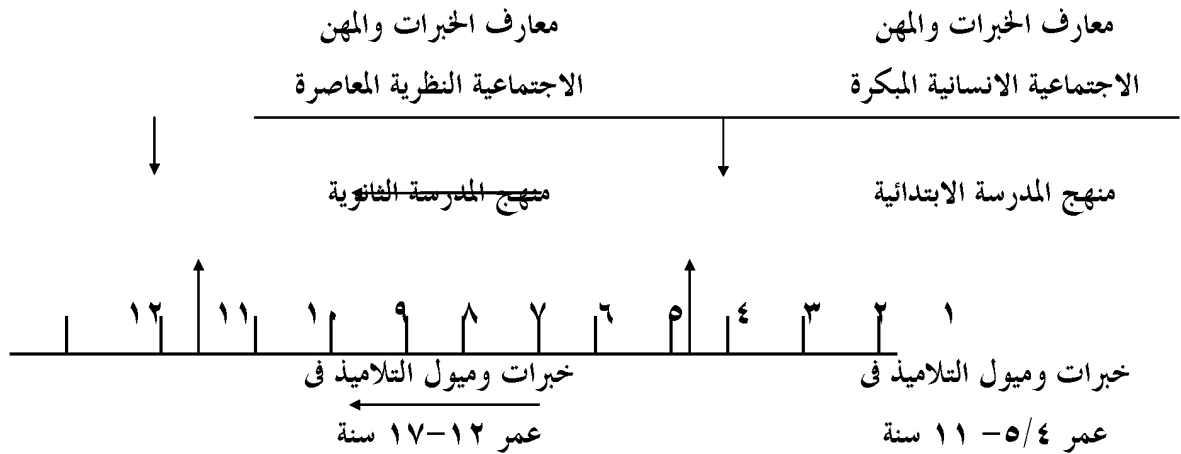 معارف الخبرات والمهن
الاجتماعية الانسانية المبكرة
معارف الخبرات والمهن
الاجتماعية النظرية المعاصرة
منهج المدرسة الابتدائية
منهج المدرسة الثانوية
١ ٢ ٣ ٤ ٥ ٦ ٧ ٨ ٩ ١٠ ١١ ١٢
خبرات وميول التلاميذ فى
عمر ٥/٤– ١١ سنة
خبرات وميول التلاميذ فى
عمر ١٢–١٧ سنة